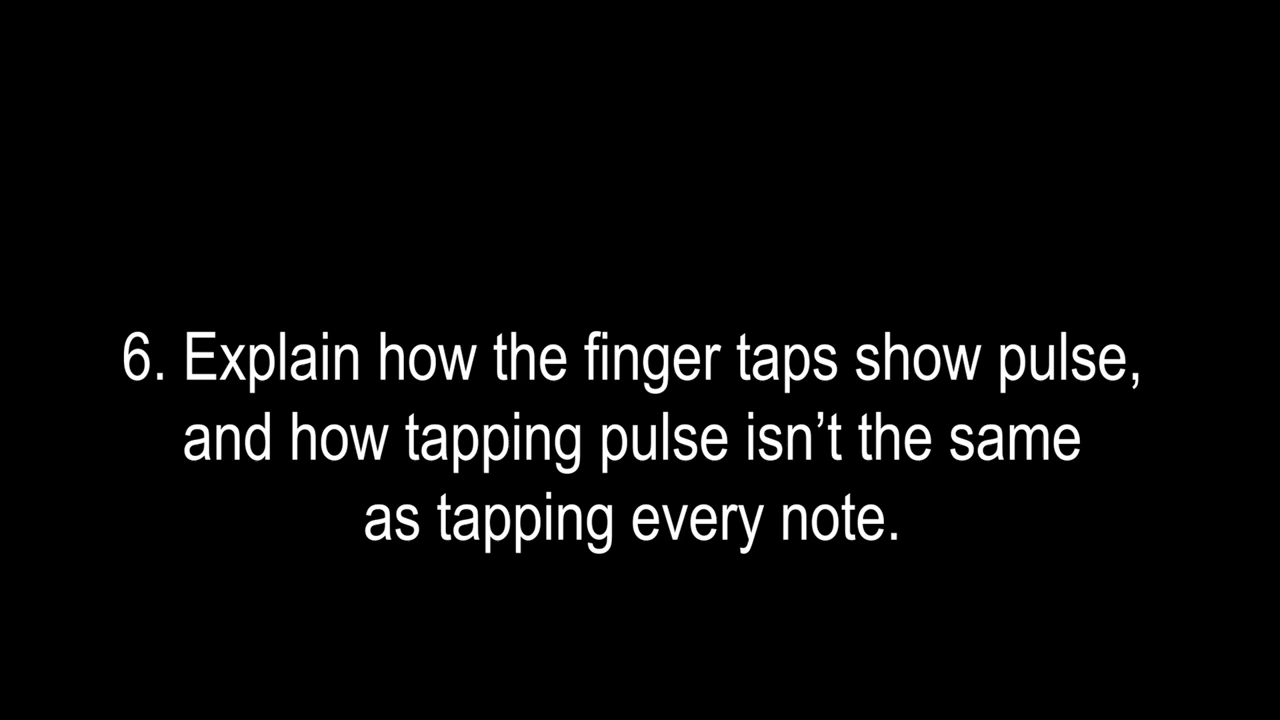 6. Explain how the finger taps show pulse,
and how tapping pulse isn’t the same
as tapping every note.